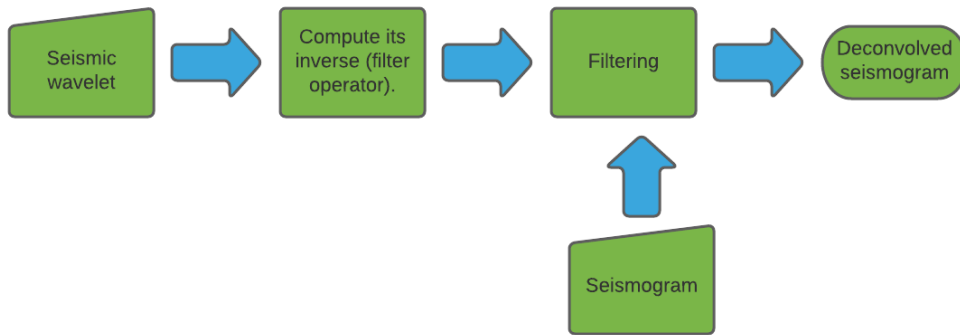 Seismic
wavelet
Compute its
inverse (filter
operator).
Filtering
Deconvolved
seismogram
Seismogram